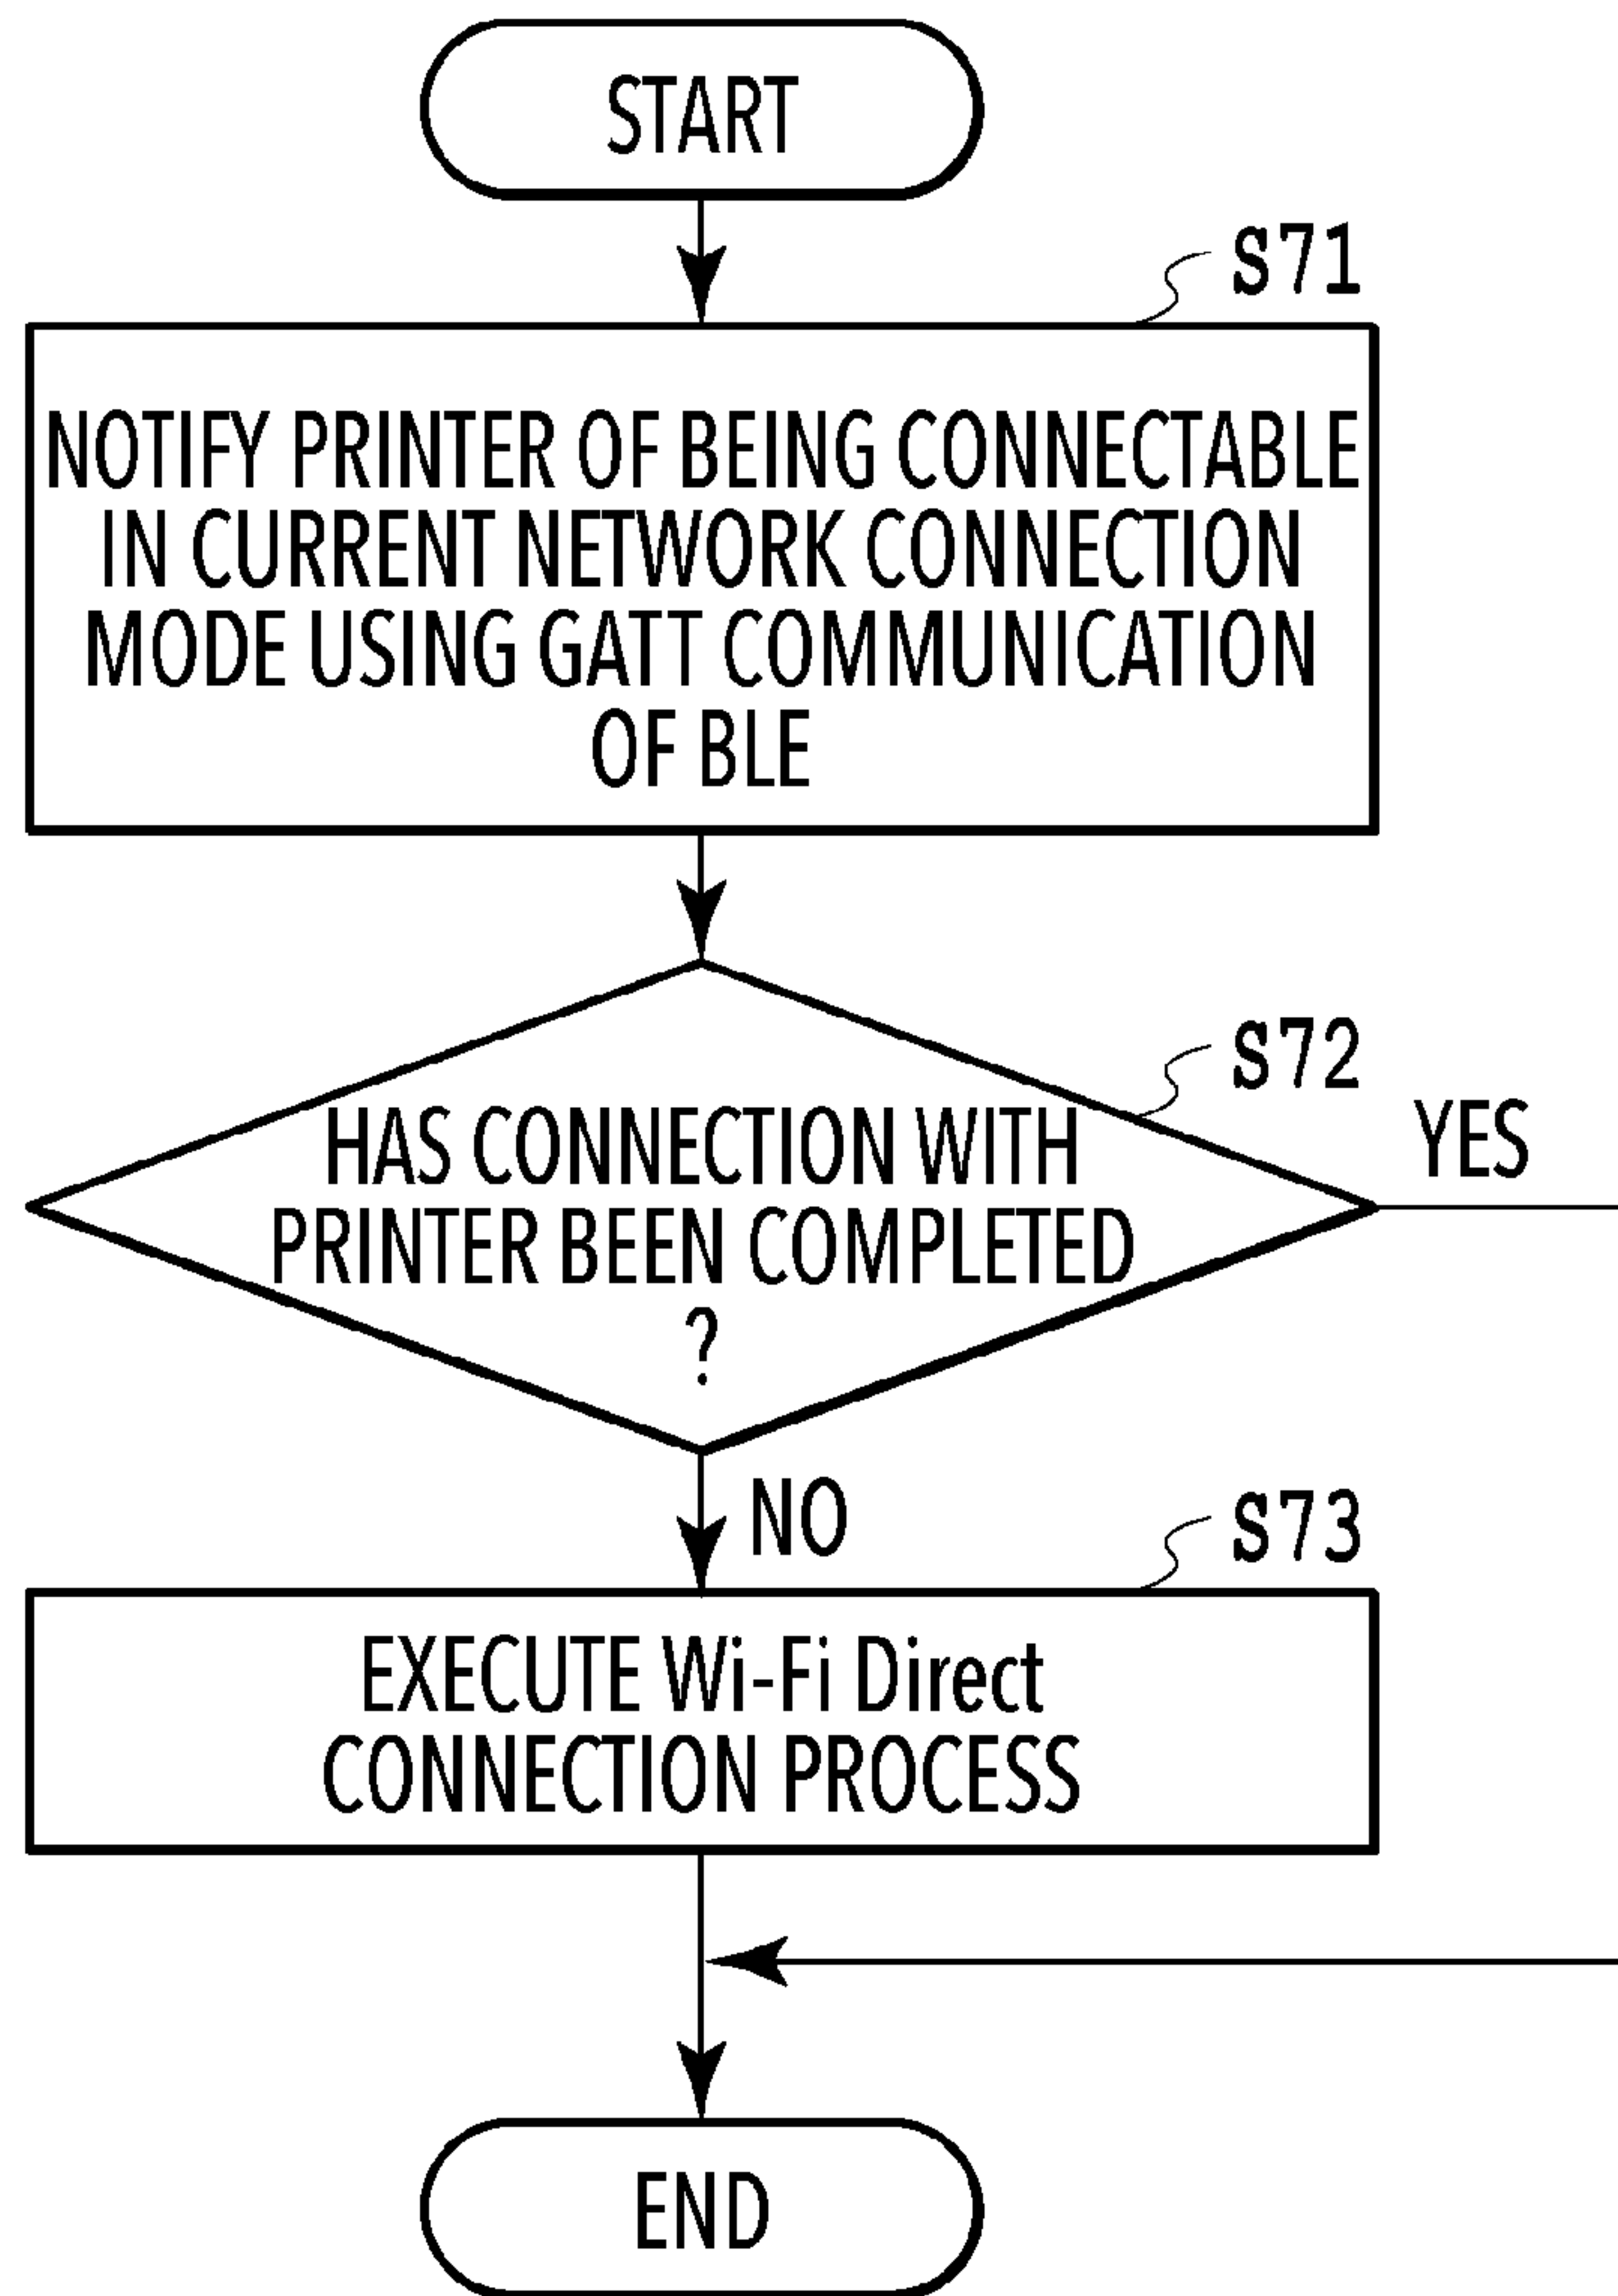 START
S71
NOTIFY PRINTER OF BEING CONNECTABLE
IN CURRENT NETWORK CONNECTION
MODE USING GATT COMMUNICATION
OF BLE
S72
YES
HAS CONNECTION WITH
PRINTER BEEN COMPLETED
?
NO
S73
EXECUTE Wi-Fi Direct
CONNECTION PROCESS
END